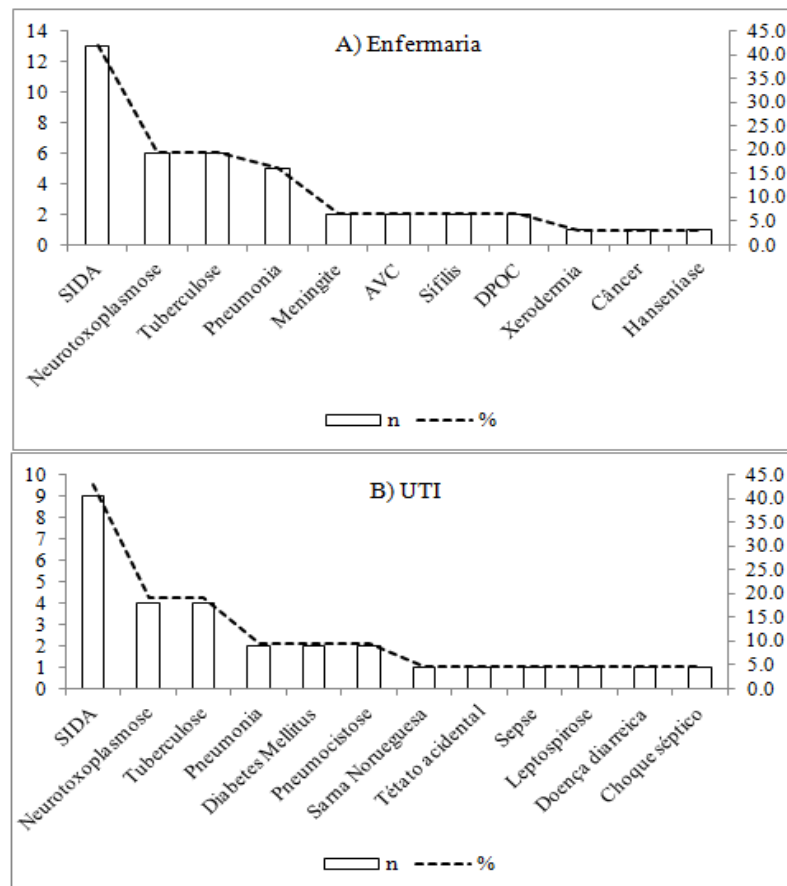 A) Enfermaria
14
12
10
8
6
4
2
0
45.0
40.0
35.0
30.0
25.0
20.0
15.0
10.0
5.0
0.0
SIDA
Neurotoxoplasmose
Tuberculose
Pneumonia
Meningite
AVC
Sífilis
DPOC
Xerodermia
Câncer
Hanseníase
n
%
B) UTI
10
9
8
7
6
5
4
3
2
1
0
45.0
40.0
35.0
30.0
25.0
20.0
15.0
10.0
5.0
0.0
SIDA
Neurotoxoplasmose
Tuberculose
Pneumonia
Diabetes Mellitus
Pneumocistose
Sarna Norueguesa
Tétato acidental
Sepse
Leptospirose
Doença diarreica
Choque séptico
n
%